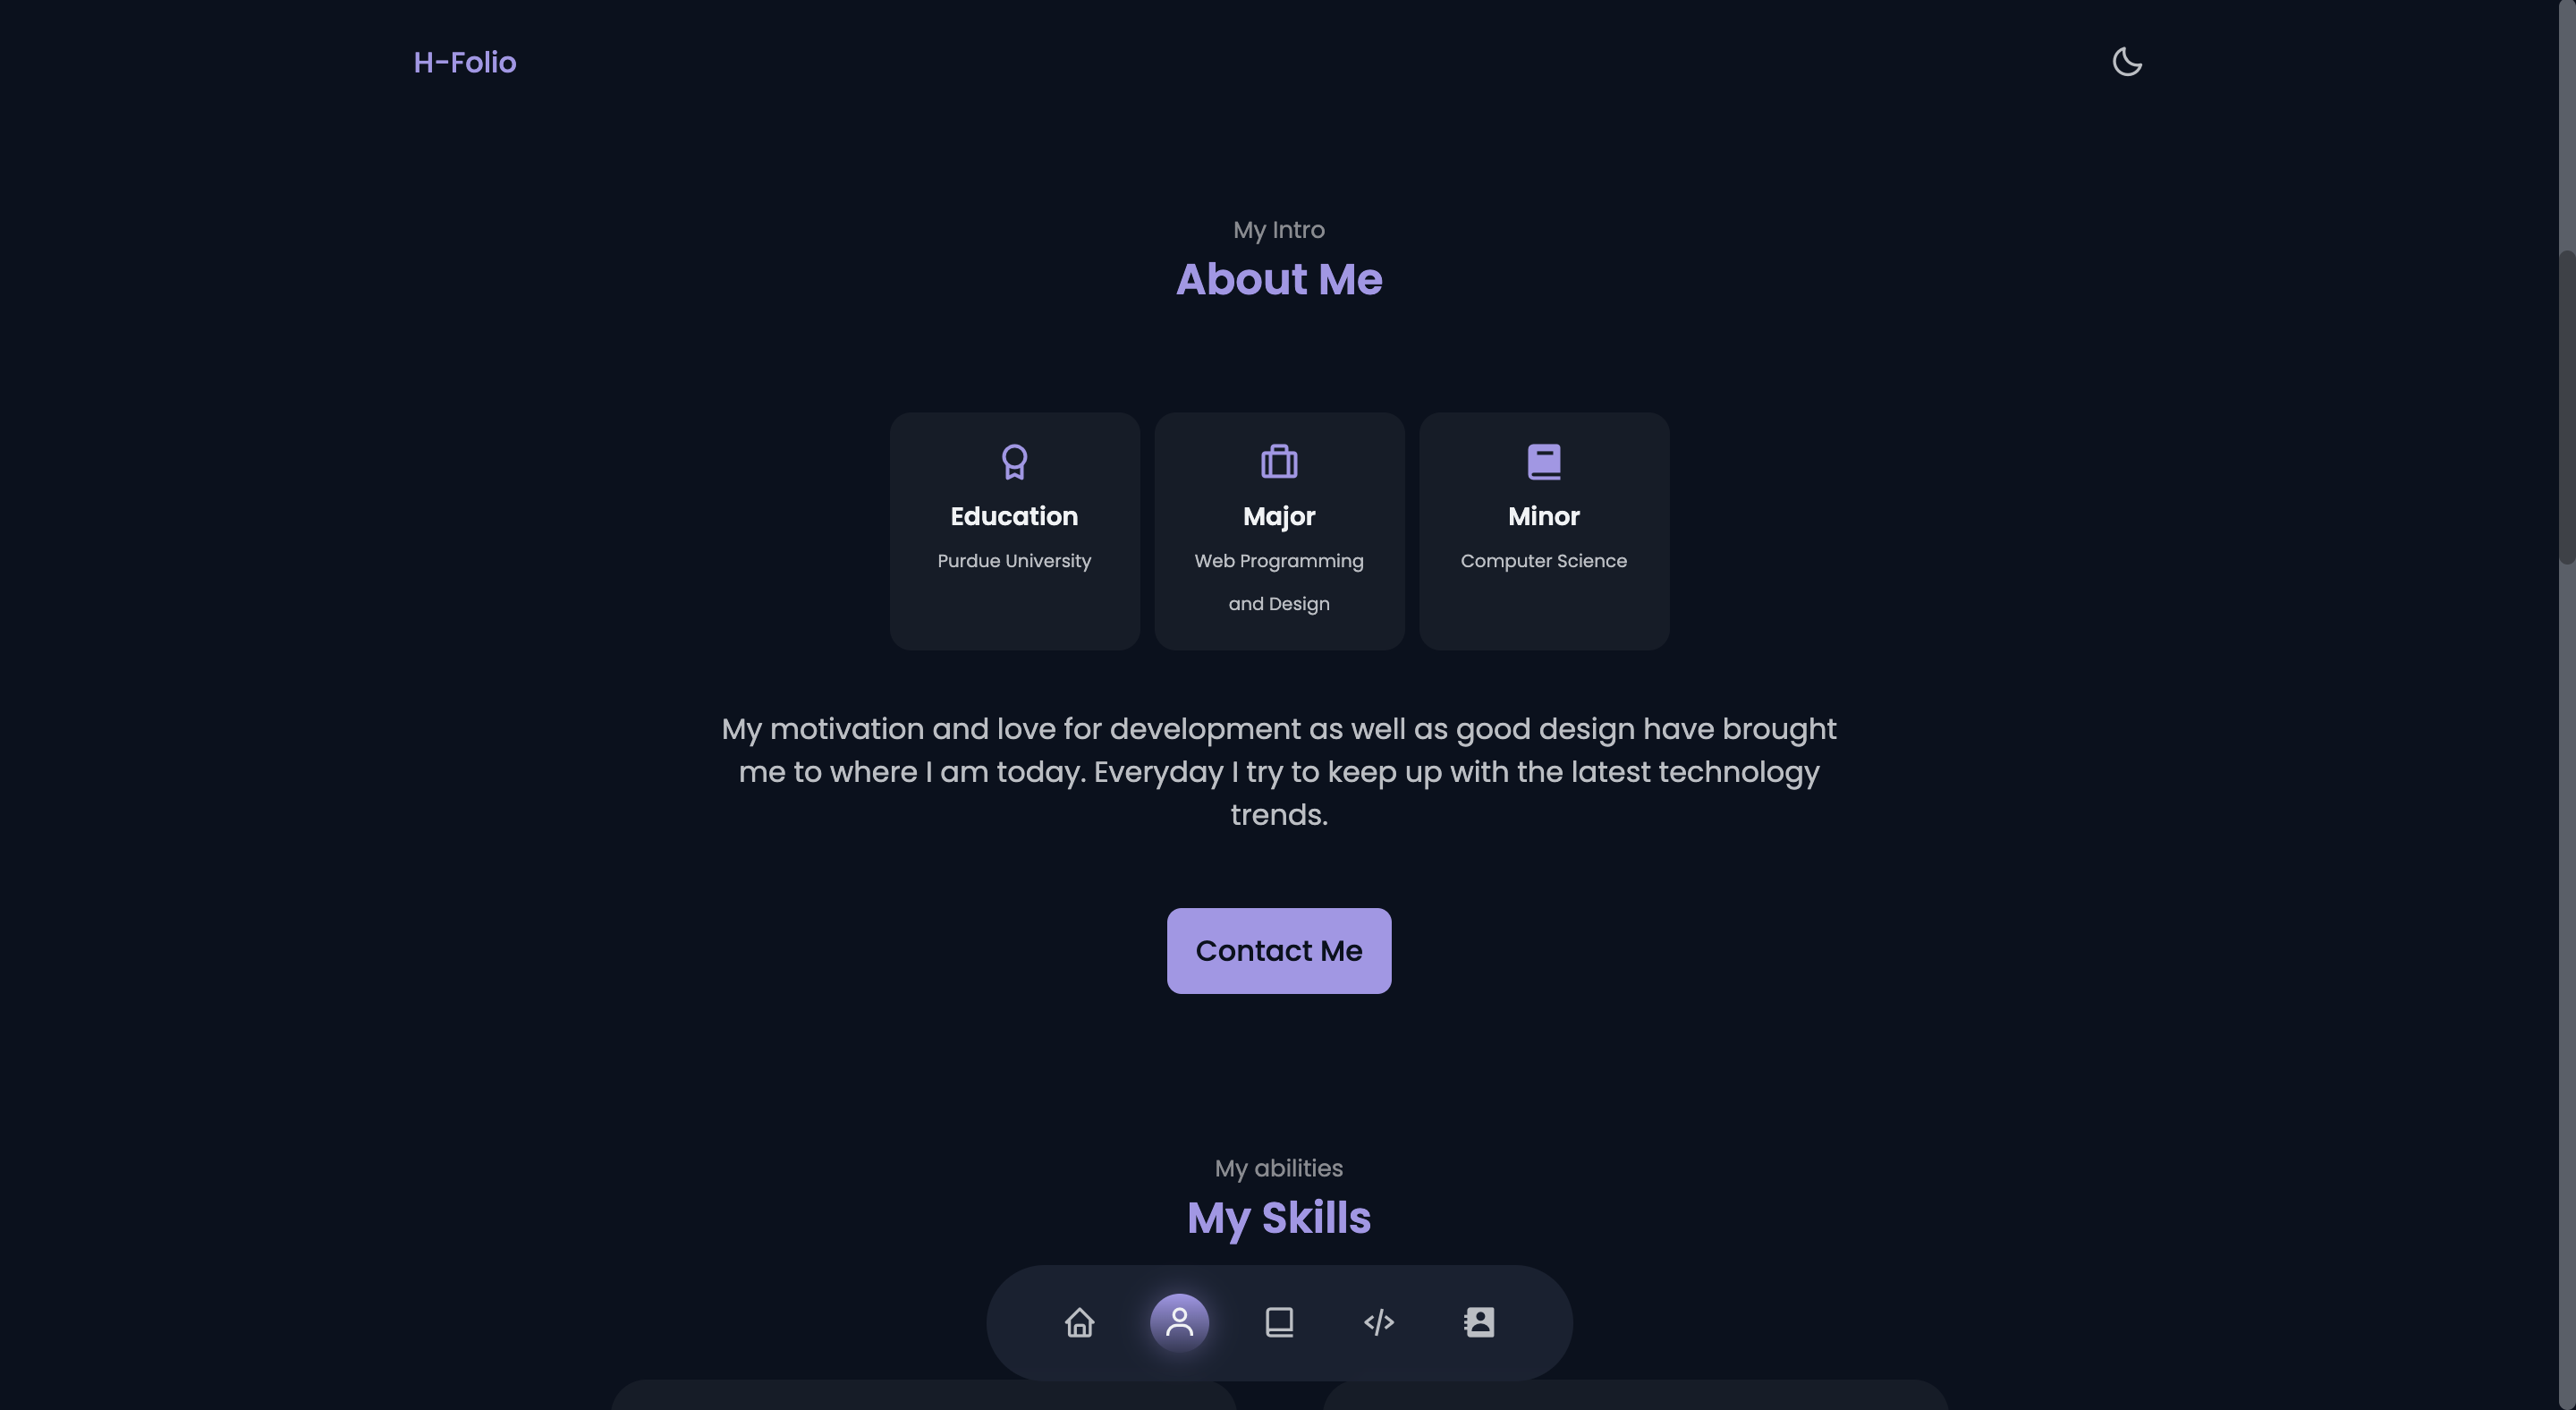 H-Folio
My Intro
About Me
Education
Purdue University
Major
Web Programming
and Design
Minor
Computer Science
My motivation and love for development as well as good design have brought
me to where I am today. Everyday I try to keep up with the latest technology
trends.
Contact Me
My abilities
My Skills